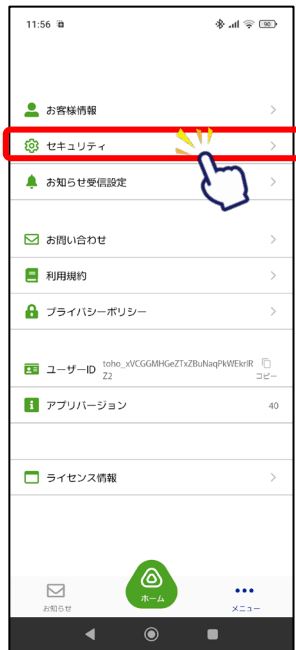 11:56
90
お客様情報
セキュリティ
お知らせ受信設定
お問い合わせ
利用規約
プライバシーポリシー
ユーザーID toho_xVCGGMHGeZTxZBuNaqPkWEkrlR
Z2 コピー
アプリバージョン 40
ライセンス情報
お知らせ ホーム メニュー